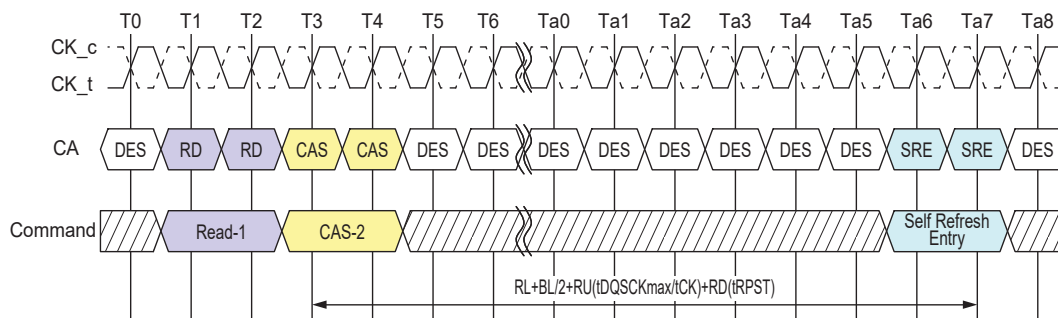 T0 T1 T2 T3 T4 T5 T6 Ta0 Ta1 Ta2 Ta3 Ta4 Ta5 Ta6 Ta7 Ta8
CK_c
CK_t
CA DES RD RD CAS CAS DES DES DES DES DES DES DES DES SRE SRE DES
Command Read-1 CAS-2 Self Refresh
Entry
RL+BL/2+RU(tDQSCKmax/tCK)+RD(tRPST)